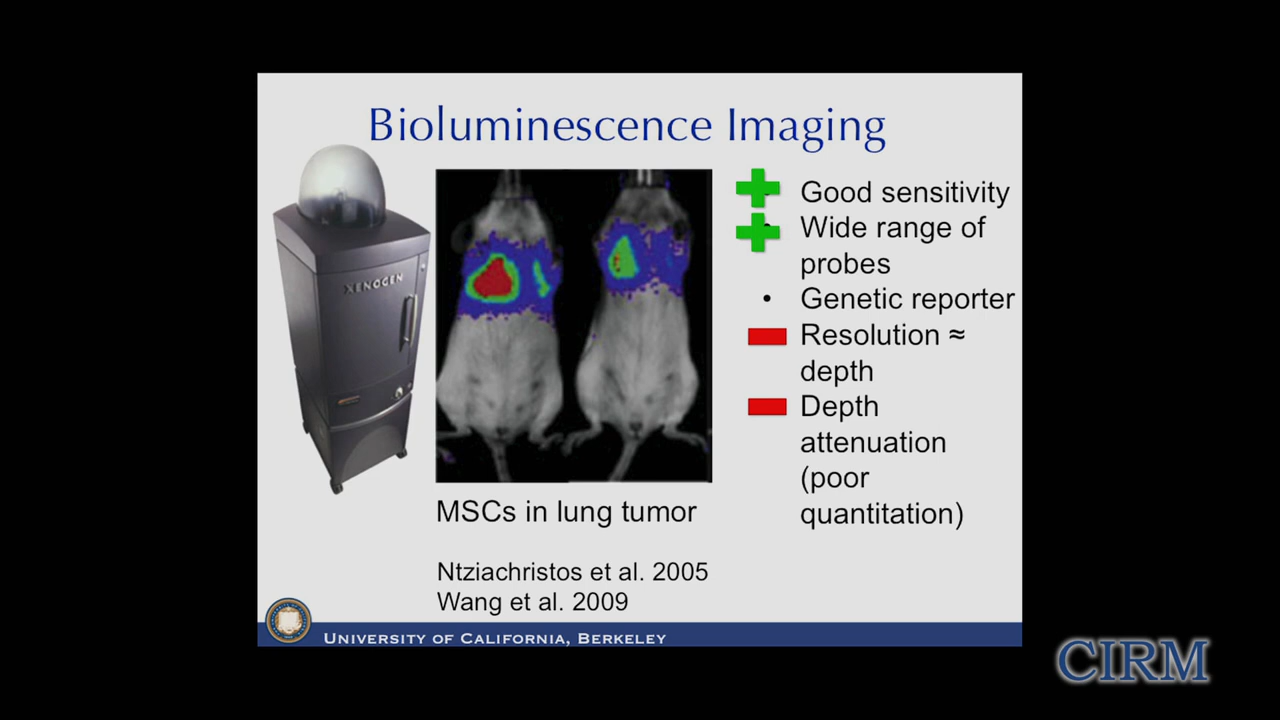 Bioluminescence Imaging
XENOGEN
Good sensitivity
Wide range of
probes
Genetic reporter
Resolution ≈
depth
Depth
attenuation
(poor
quantitation)
MSCs in lung tumor
Ntziachristos et al. 2005
Wang et al. 2009
UNIVERSITY OF CALIFORNIA, BERKELEY
CIRM